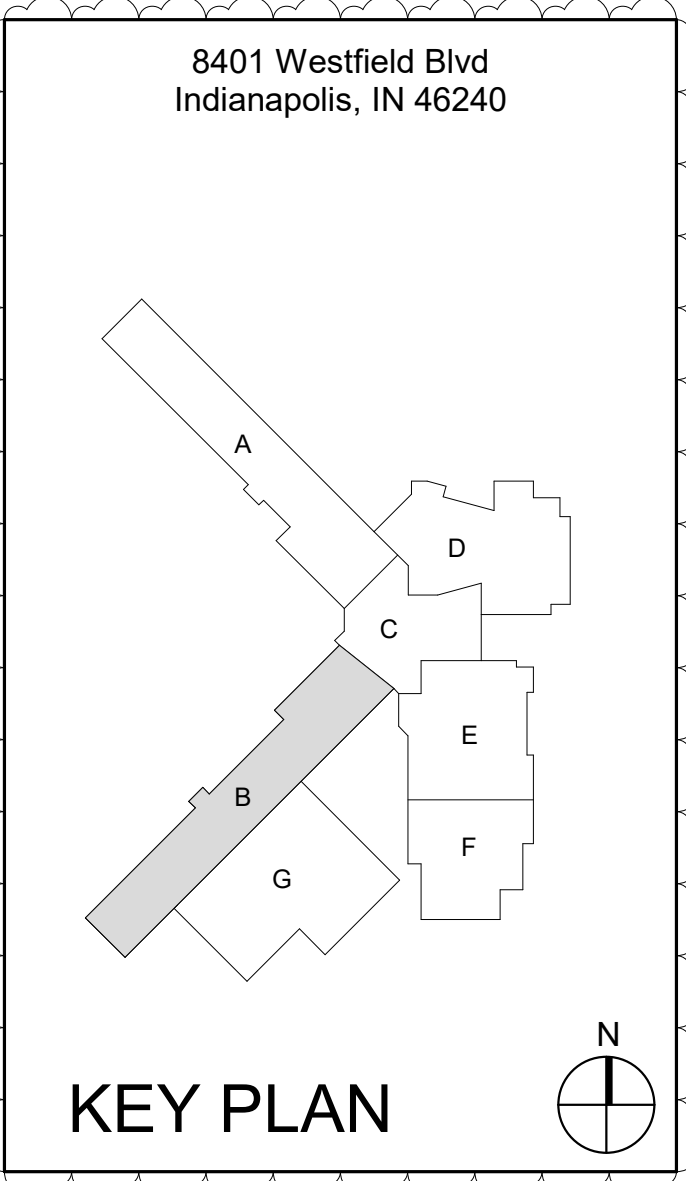 8401 Westfield Blvd
Indianapolis, IN 46240
A
D
C
E
B
F
G
N
KEY PLAN